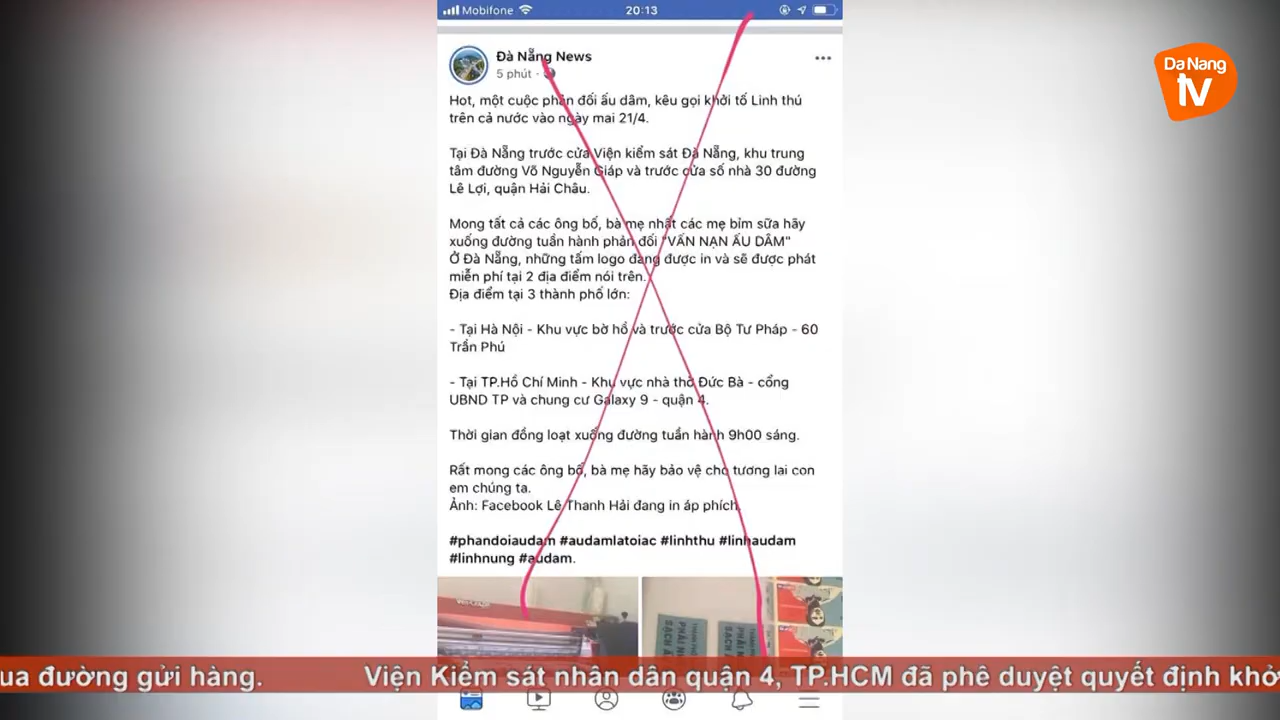 Mobifone
20:13
Đà Nẵng News
5 phút
Da Nang
tv
Hot, một cuộc phản đối ấu dâm, kêu gọi khởi tố Linh thú
trên cả nước vào ngày mai 21/4.
Tại Đà Nẵng trước cửa Viện kiểm sát Đà Nẵng, khu trung
tâm đường Võ Nguyễn Giáp và trước cửa số nhà 30 đường
Lê Lợi, quận Hải Châu.
Mong tất cả các ông bố, bà mẹ nhất các mẹ bỉm sữa hãy
xuống đường tuần hành phản đối "VẤN NẠN ẤU DÂM"
Ở Đà Nẵng, những tấm logo đang được in và sẽ được phát
miễn phí tại 2 địa điểm nói trên.
Địa điểm tại 3 thành phố lớn:
- Tại Hà Nội - Khu vực bờ hồ và trước cửa Bộ Tư Pháp - 60
Trần Phú
- Tại TP.Hồ Chí Minh - Khu vực nhà thờ Đức Bà - cổng
UBND TP và chung cư Galaxy 9 - quận 4.
Thời gian đồng loạt xuống đường tuần hành 9h00 sáng.
Rất mong các ông bố, bà mẹ hãy bảo vệ cho tương lai con
em chúng ta.
Ảnh: Facebook Lê Thanh Hải đang in áp phích.
#phandoiaudam #audamlatoiac #linhthu #linhaudam
#linhnung #audam.
ua đường gửi hàng. Viện Kiểm sát nhân dân quận 4, TP.HCM đã phê duyệt quyết định khở